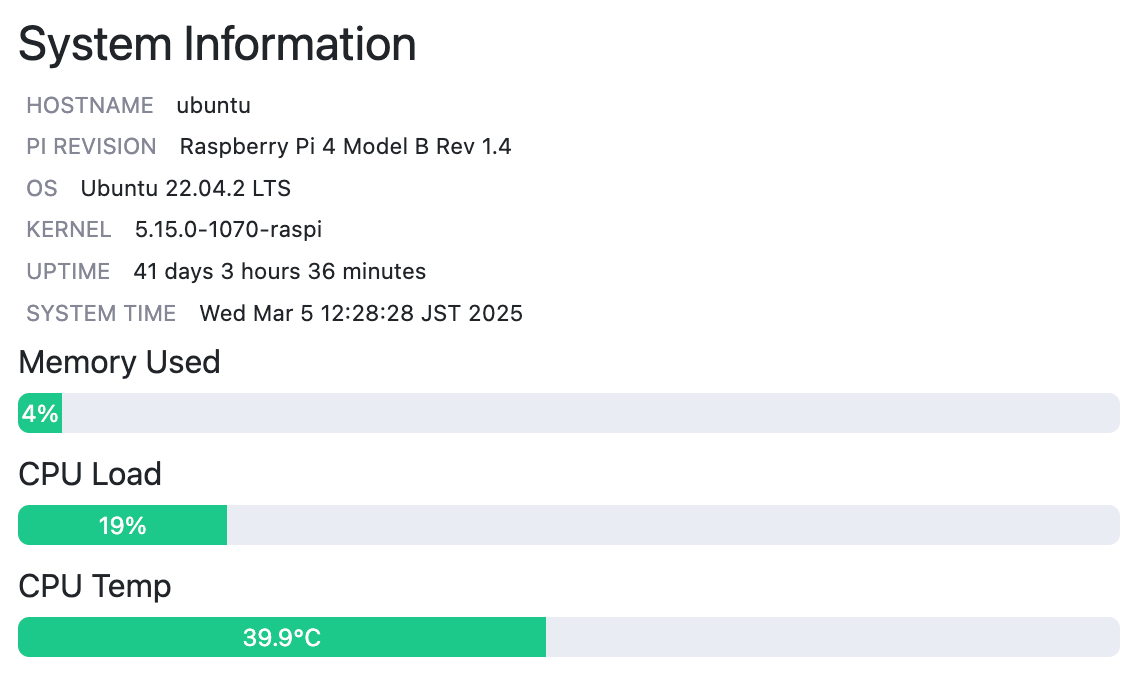 System Information
HOSTNAME ubuntu
PI REVISION Raspberry Pi 4 Model B Rev 1.4
OS Ubuntu 22.04.2 LTS
KERNEL 5.15.0-1070-raspi
UPTIME 41 days 3 hours 36 minutes
SYSTEM TIME Wed Mar 5 12:28:28 JST 2025
Memory Used
4%
CPU Load
19%
CPU Temp
39.9°C